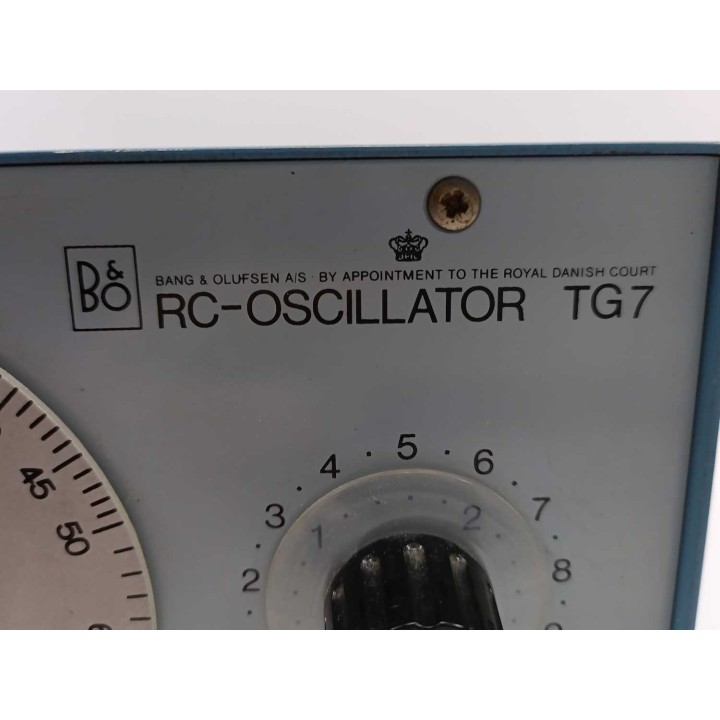 B&O
BANG & OLUFSEN A/S · BY APPOINTMENT TO THE ROYAL DANISH COURT
RC-OSCILLATOR TG7
2 · 3 · 4 · 5 · 6 · 7 · 8
1 2
45 50